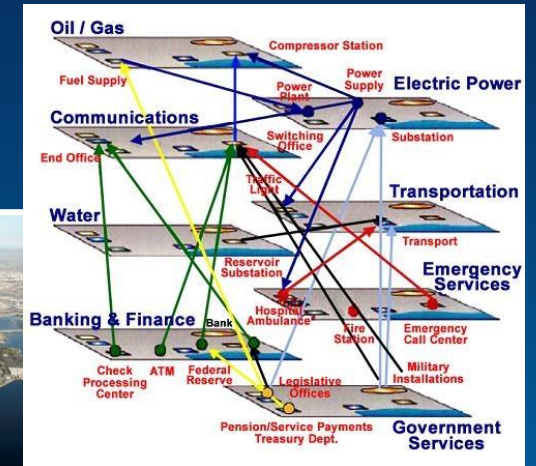 Oil / Gas
Compressor Station
Fuel Supply
Power
Supply
Electric Power
Power
Plant
Communications
Switching
Office
Substation
End Office
Traffic
Light
Transportation
Water
Transport
Reservoir
Substation
Emergency
Services
Hospital
Ambulance
Banking & Finance
Bank
Fire
Station
Emergency
Call Center
Check
Processing
Center
ATM
Federal
Reserve
Legislative
Offices
Military
Installations
Pension/Service Payments
Treasury Dept.
Government
Services